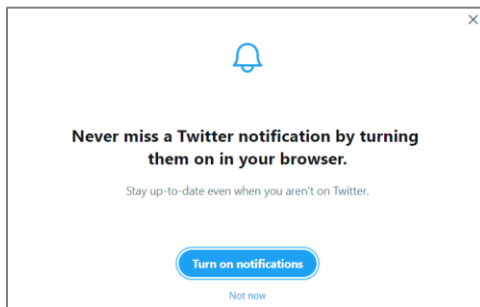 Never miss a Twitter notification by turning
them on in your browser.
Stay up-to-date even when you aren't on Twitter.
Turn on notifications
Not now